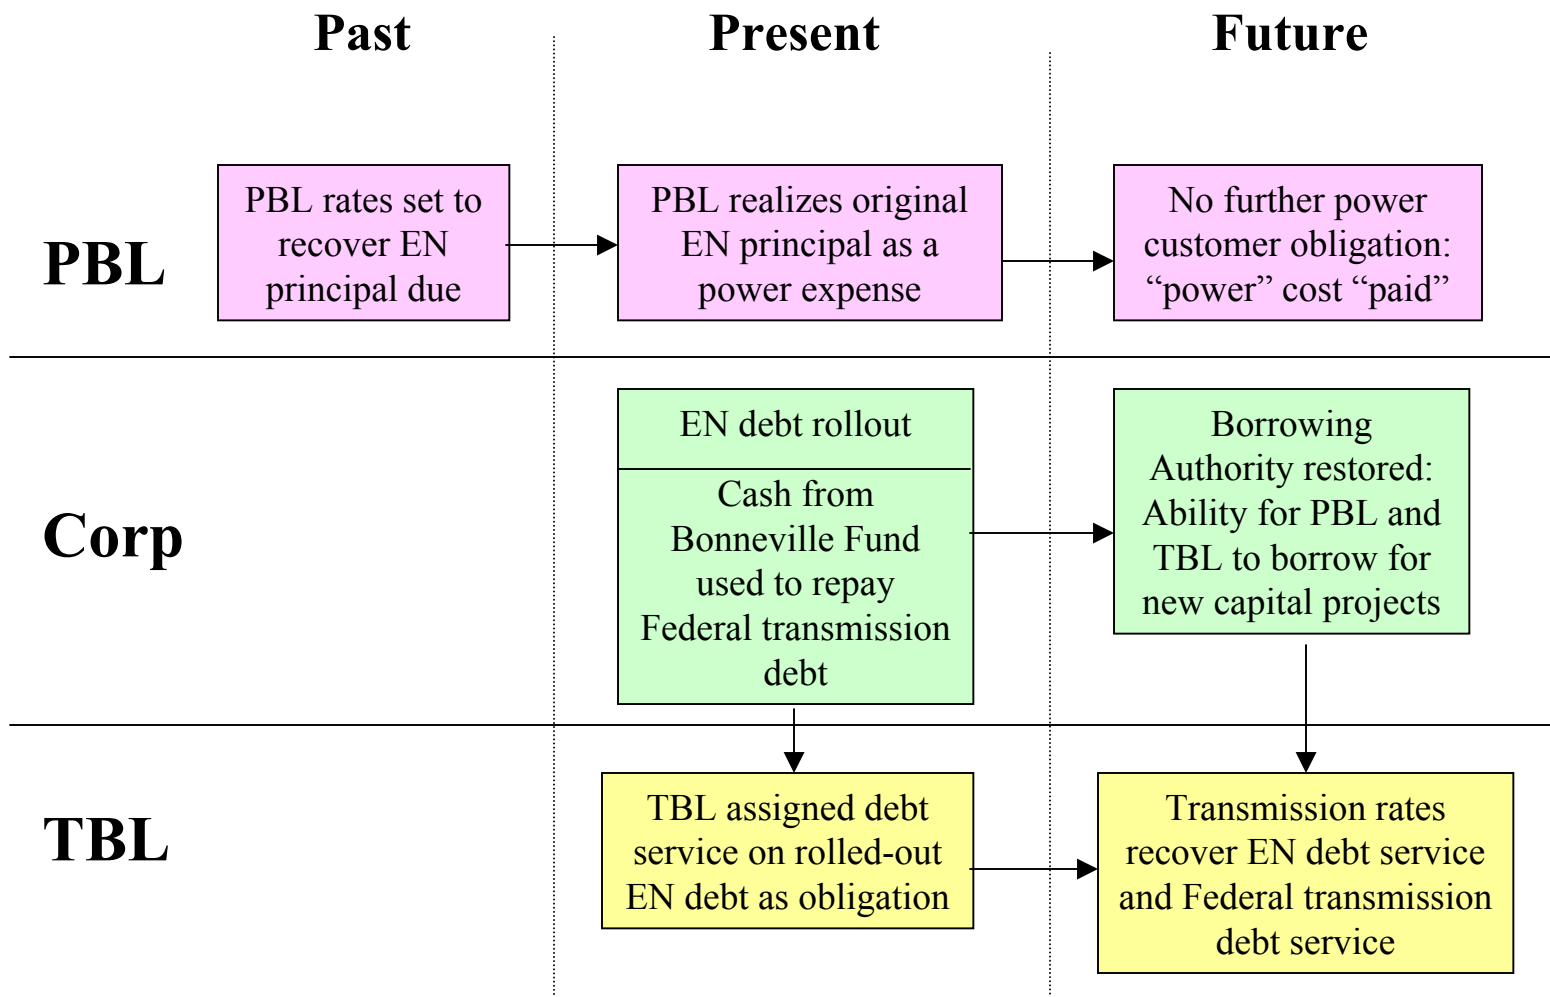 Past
Present
Future
PBL
PBL rates set to
recover EN
principal due
PBL realizes original
EN principal as a
power expense
No further power
customer obligation:
“power” cost “paid”
Corp
EN debt rollout
Cash from
Bonneville Fund
used to repay
Federal transmission
debt
Borrowing
Authority restored:
Ability for PBL and
TBL to borrow for
new capital projects
TBL
TBL assigned debt
service on rolled-out
EN debt as obligation
Transmission rates
recover EN debt service
and Federal transmission
debt service